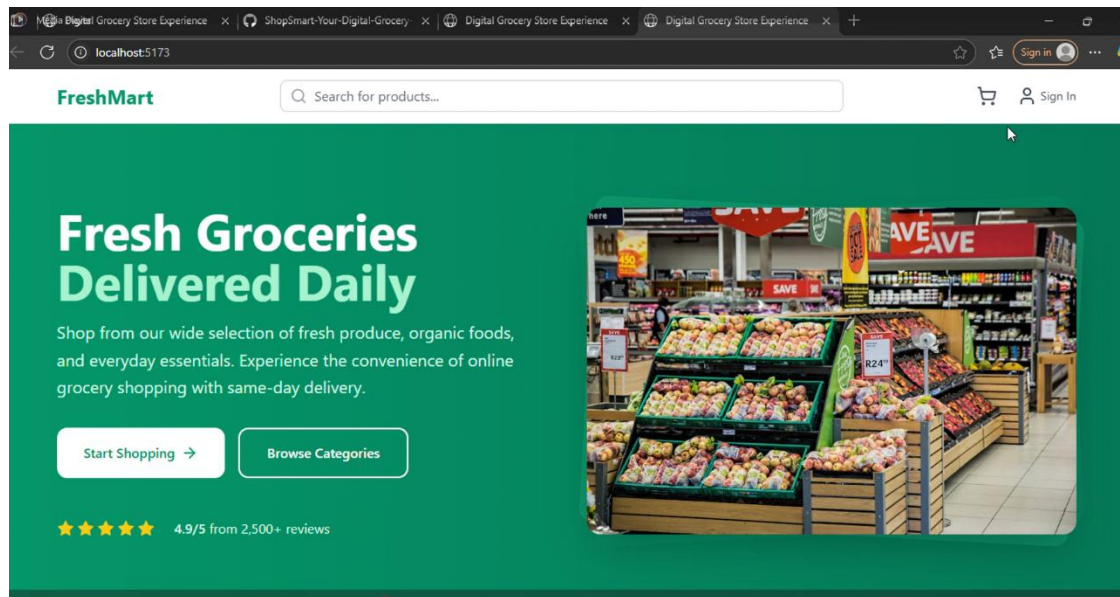 Digital Grocery Store Experience
ShopSmart-Your-Digital-Grocery-
Digital Grocery Store Experience
Digital Grocery Store Experience
localhost:5173
Sign in
FreshMart
Search for products...
Sign In
Fresh Groceries
Delivered Daily
Shop from our wide selection of fresh produce, organic foods,
and everyday essentials. Experience the convenience of online
grocery shopping with same-day delivery.
Start Shopping →
Browse Categories
4.9/5 from 2,500+ reviews
here
SAVE
AVE
AVE
SAVE
SAVE
R24